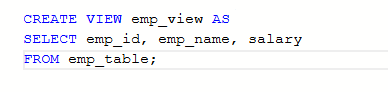 CREATE VIEW emp_view AS
SELECT emp_id, emp_name, salary
FROM emp_table;